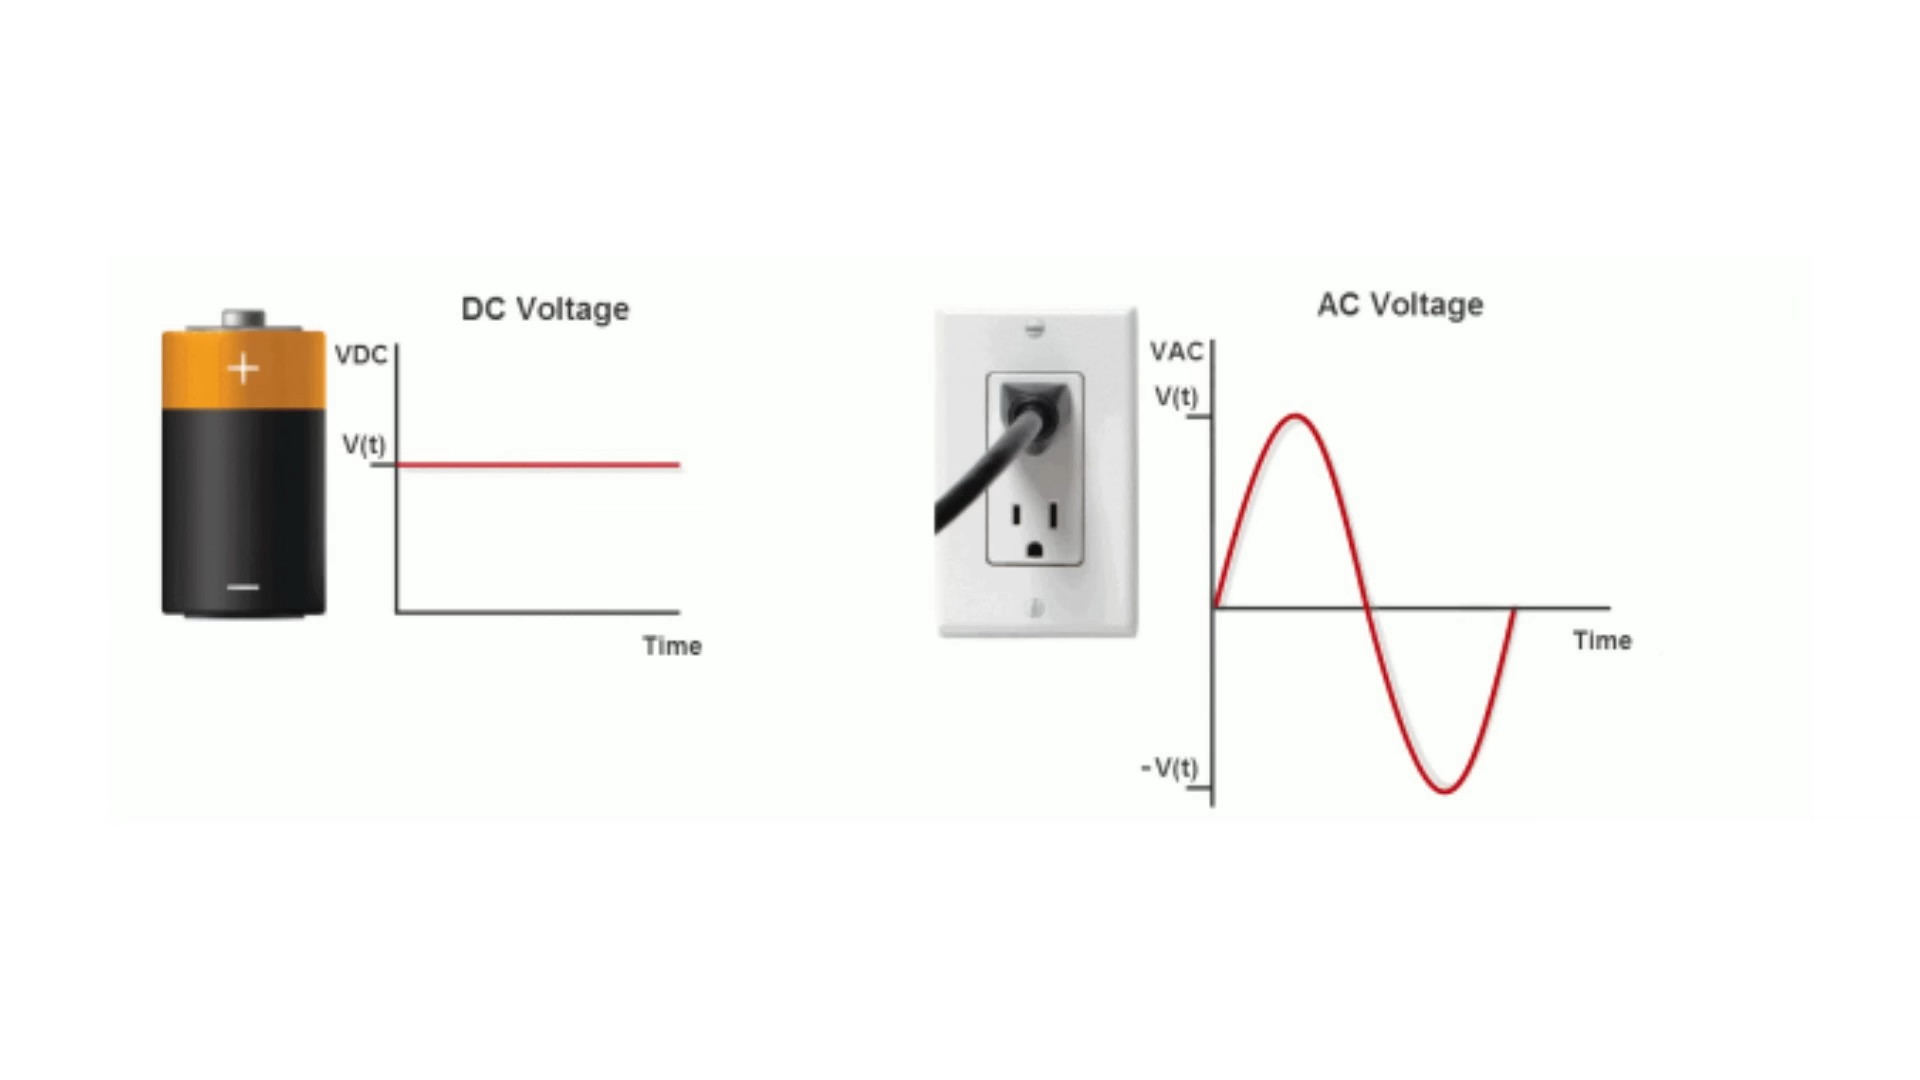 DC Voltage
VDC
V(t)
Time
+
−
AC Voltage
VAC
V(t)
Time
-V(t)